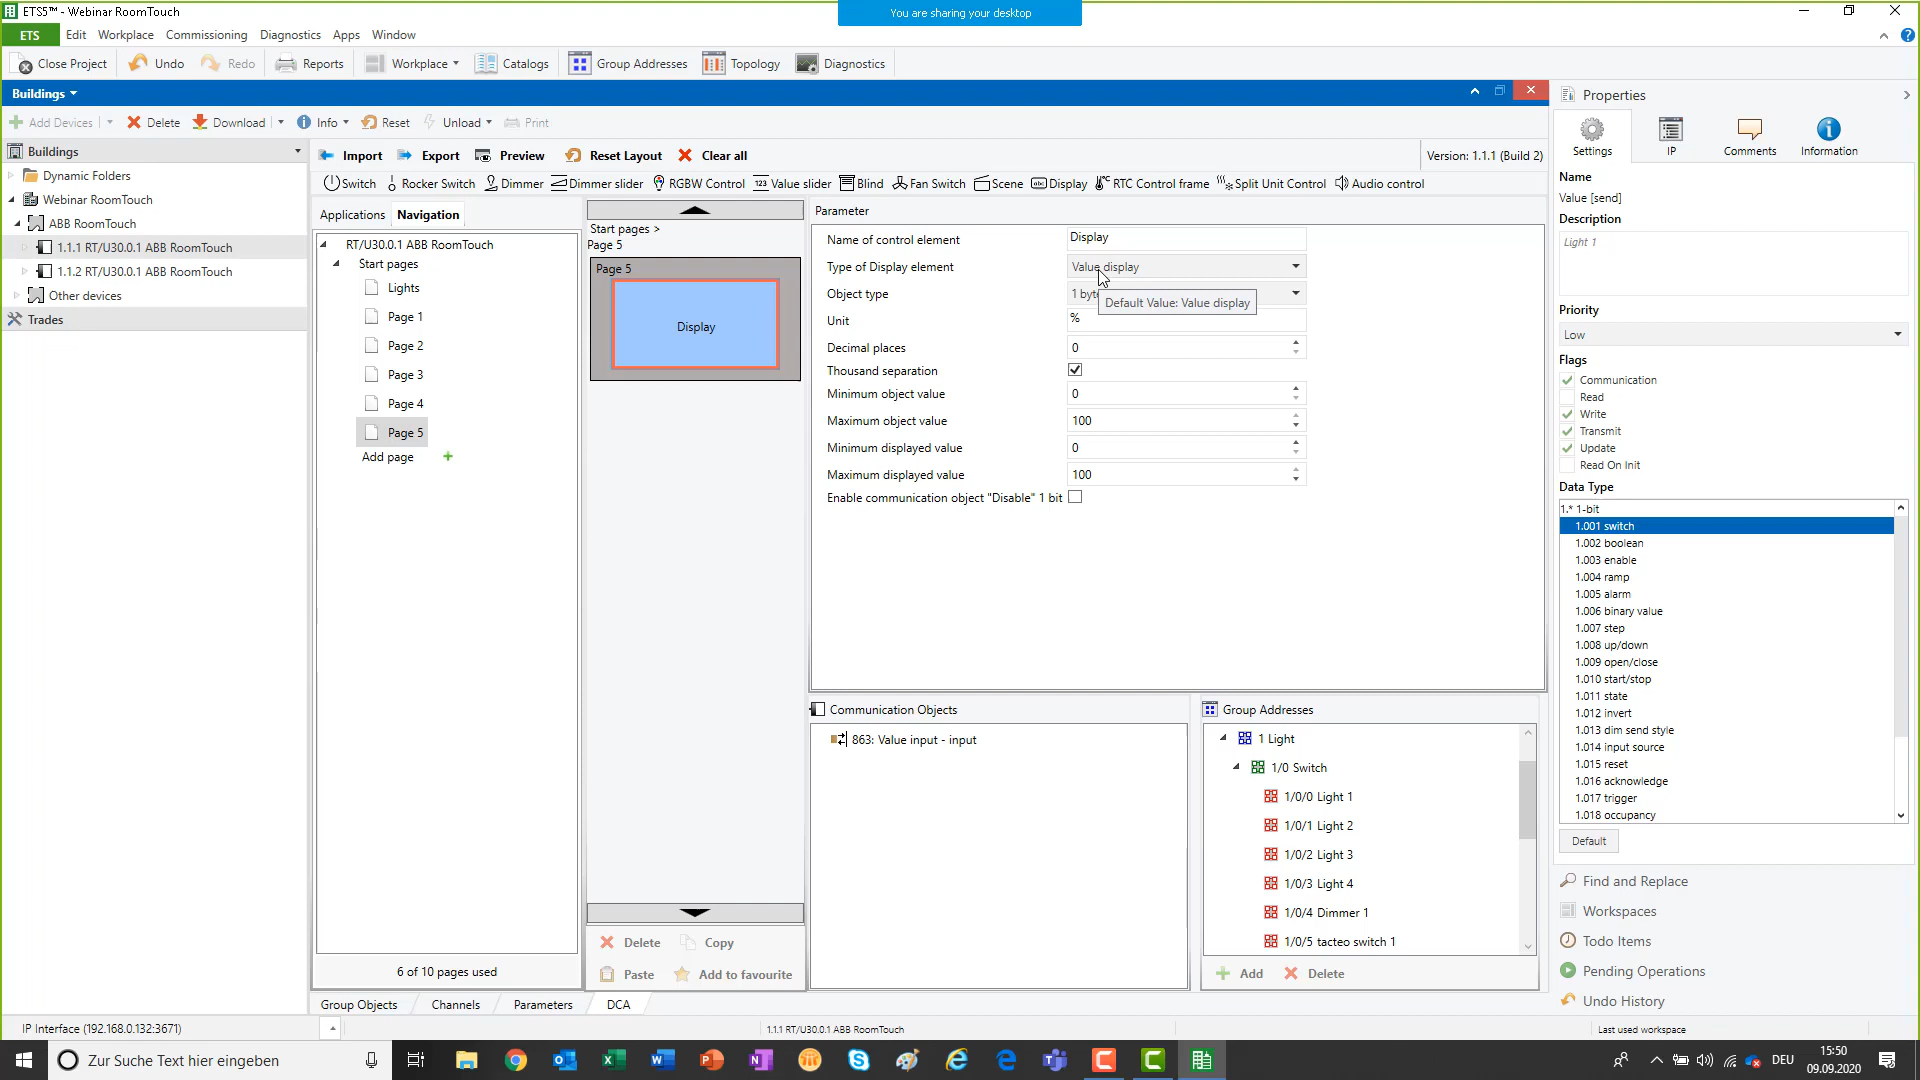 ETS5™ - Webinar RoomTouch
You are sharing your desktop
ETS Edit Workplace Commissioning Diagnostics Apps Window
Close Project Undo Redo Reports Workplace Catalogs Group Addresses Topology Diagnostics
Buildings
Add Devices Delete Download Info Reset Unload Print
Buildings
Dynamic Folders
Webinar RoomTouch
ABB RoomTouch
1.1.1 RT/U30.0.1 ABB RoomTouch
1.1.2 RT/U30.0.1 ABB RoomTouch
Other devices
Trades
Import Export Preview Reset Layout Clear all
Version: 1.1.1 (Build 2)
Switch Rocker Switch Dimmer Dimmer slider RGBW Control 123 Value slider Blind Fan Switch Scene abc Display RTC Control frame Split Unit Control Audio control
Applications Navigation
RT/U30.0.1 ABB RoomTouch
Start pages
Lights
Page 1
Page 2
Page 3
Page 4
Page 5
Add page
6 of 10 pages used
Start pages >
Page 5
Page 5
Display
Delete Copy
Paste Add to favourite
Parameter
Name of control element Display
Type of Display element Value display
Object type 1 byte
Default Value: Value display
Unit %
Decimal places 0
Thousand separation
Minimum object value 0
Maximum object value 100
Minimum displayed value 0
Maximum displayed value 100
Enable communication object "Disable" 1 bit
Communication Objects
863: Value input - input
Group Addresses
1 Light
1/0 Switch
1/0/0 Light 1
1/0/1 Light 2
1/0/2 Light 3
1/0/3 Light 4
1/0/4 Dimmer 1
1/0/5 tacteo switch 1
Add Delete
Group Objects Channels Parameters DCA
Properties
Settings IP Comments Information
Name
Value [send]
Description
Light 1
Priority
Low
Flags
Communication
Read
Write
Transmit
Update
Read On Init
Data Type
1.* 1-bit
1.001 switch
1.002 boolean
1.003 enable
1.004 ramp
1.005 alarm
1.006 binary value
1.007 step
1.008 up/down
1.009 open/close
1.010 start/stop
1.011 state
1.012 invert
1.013 dim send style
1.014 input source
1.015 reset
1.016 acknowledge
1.017 trigger
1.018 occupancy
Default
Find and Replace
Workspaces
Todo Items
Pending Operations
Undo History
IP Interface (192.168.0.132:3671)
1.1.1 RT/U30.0.1 ABB RoomTouch
Last used workspace
Zur Suche Text hier eingeben
DEU
15:50
09.09.2020